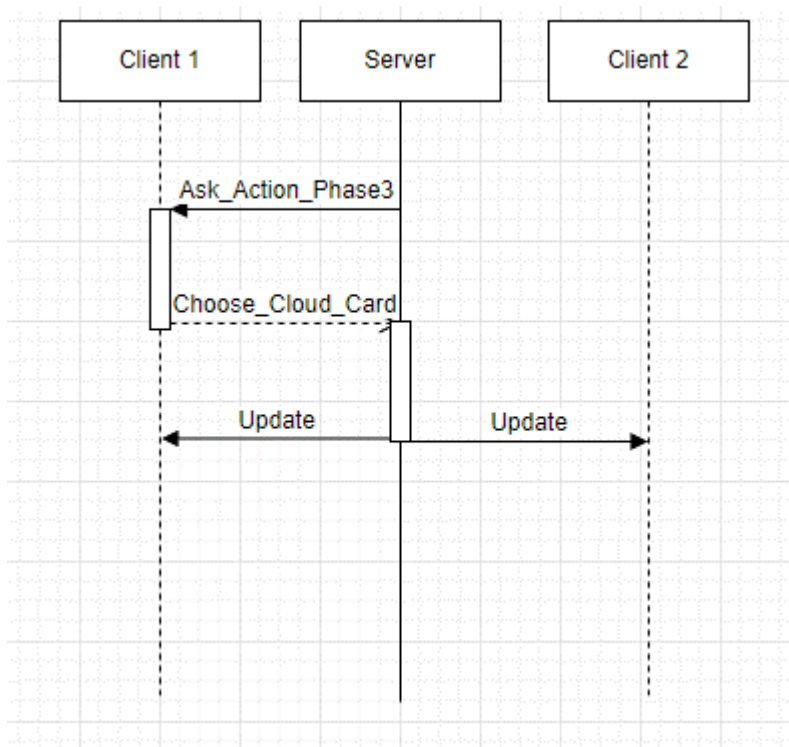 Client 1
Server
Client 2
Ask_Action_Phase3
Choose_Cloud_Card
Update
Update